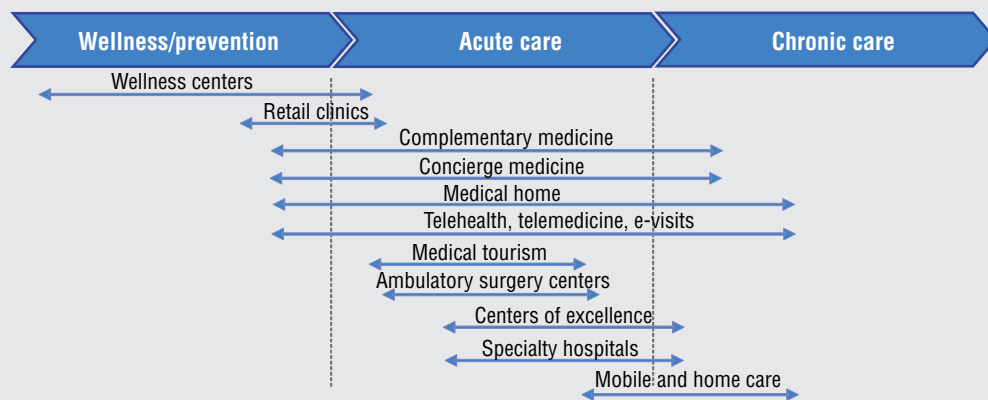 Wellness/prevention
Acute care
Chronic care
Wellness centers
Retail clinics
Complementary medicine
Concierge medicine
Medical home
Telehealth, telemedicine, e-visits
Medical tourism
Ambulatory surgery centers
Centers of excellence
Specialty hospitals
Mobile and home care